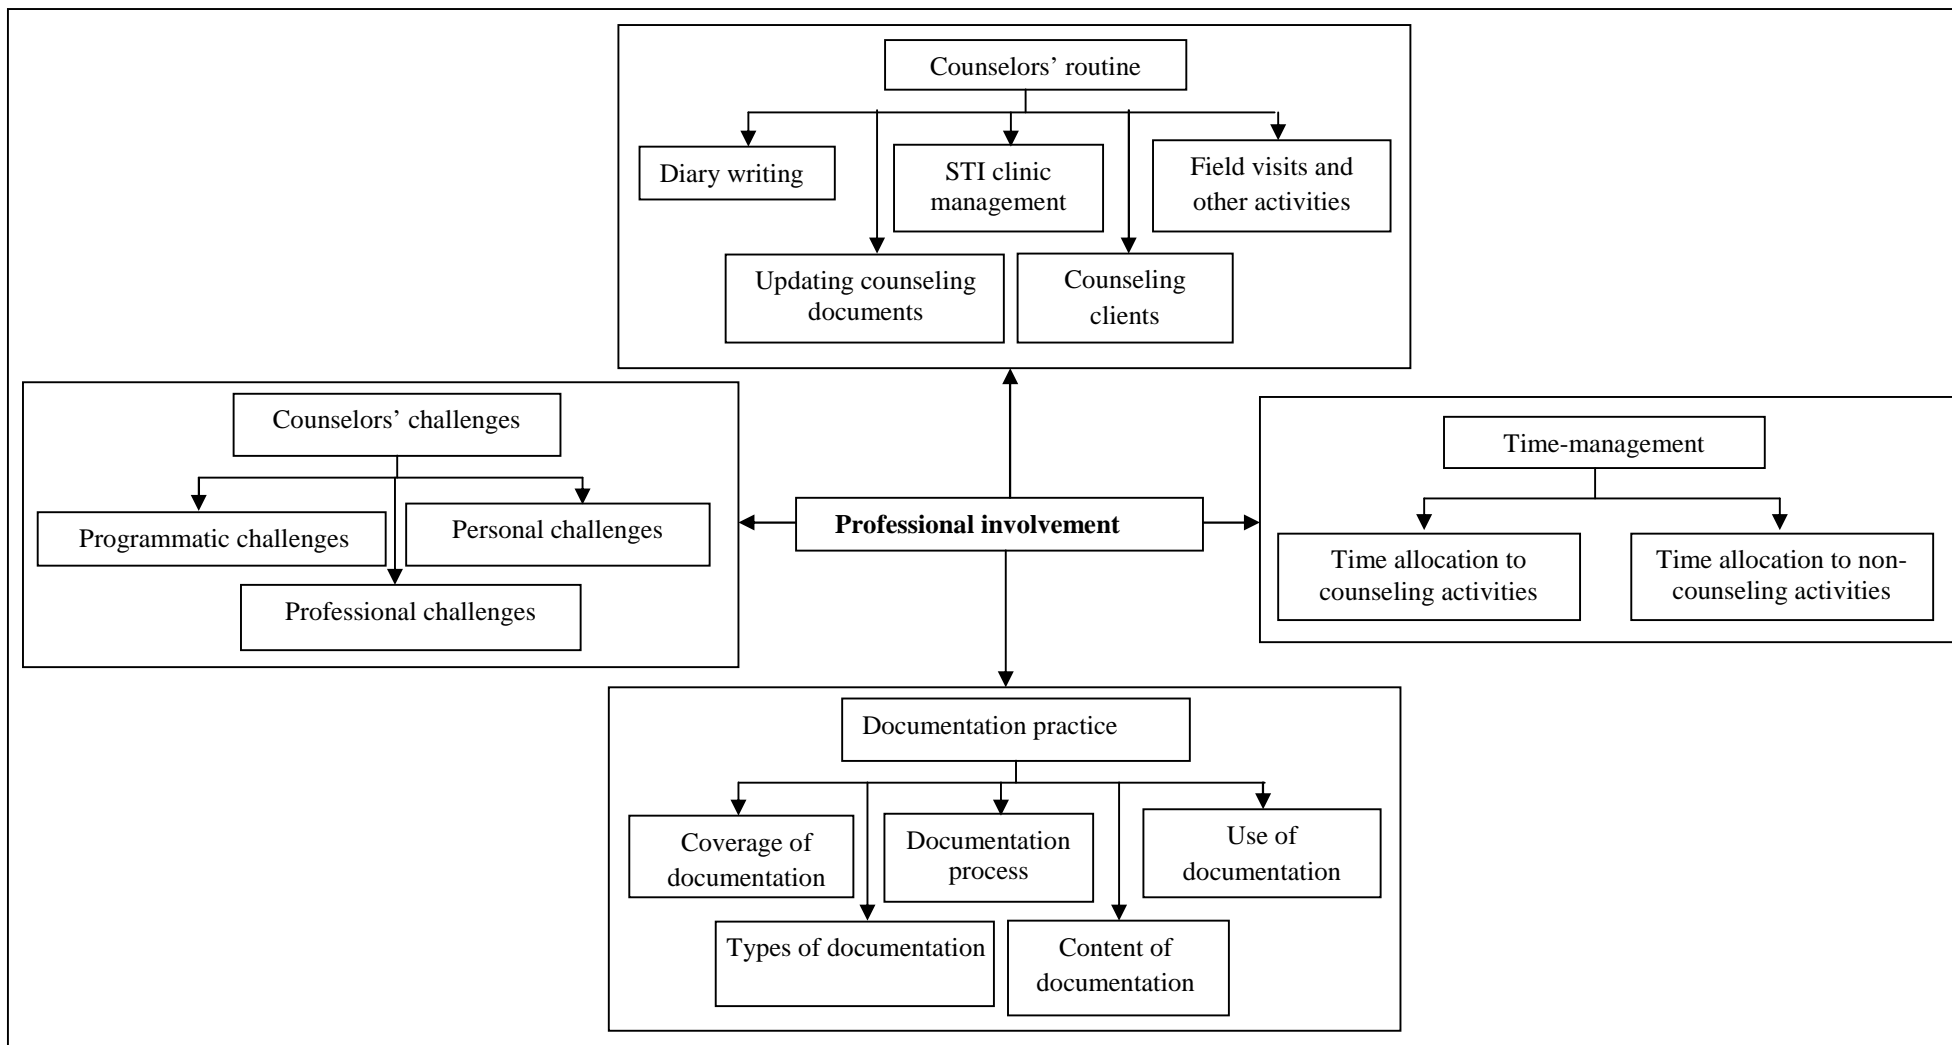 Counselors’ routine
Diary writing
STI clinic
management
Field visits and
other activities
Updating counseling
documents
Counseling
clients
Counselors’ challenges
Programmatic challenges
Personal challenges
Professional challenges
Professional involvement
Time-management
Time allocation to
counseling activities
Time allocation to non-
counseling activities
Documentation practice
Coverage of
documentation
Documentation
process
Use of
documentation
Types of documentation
Content of
documentation